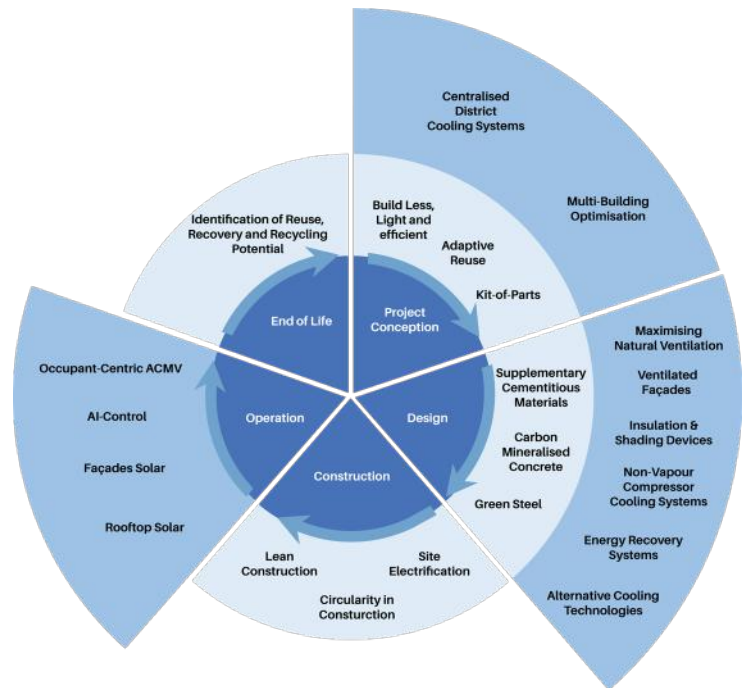 Centralised
District
Cooling Systems
Multi-Building
Optimisation
Build Less,
Light and
efficient
Adaptive
Reuse
Kit-of-Parts
Project
Conception
Maximising
Natural Ventilation
Ventilated
Façades
Insulation &
Shading Devices
Non-Vapour
Compressor
Cooling Systems
Energy Recovery
Systems
Alternative Cooling
Technologies
Supplementary
Cementitious
Materials
Carbon
Mineralised
Concrete
Green Steel
Design
Construction
Site
Electrification
Lean
Construction
Circularity in
Consturction
Operation
Occupant-Centric ACMV
AI-Control
Façades Solar
Rooftop Solar
End of Life
Identification of Reuse,
Recovery and Recycling
Potential